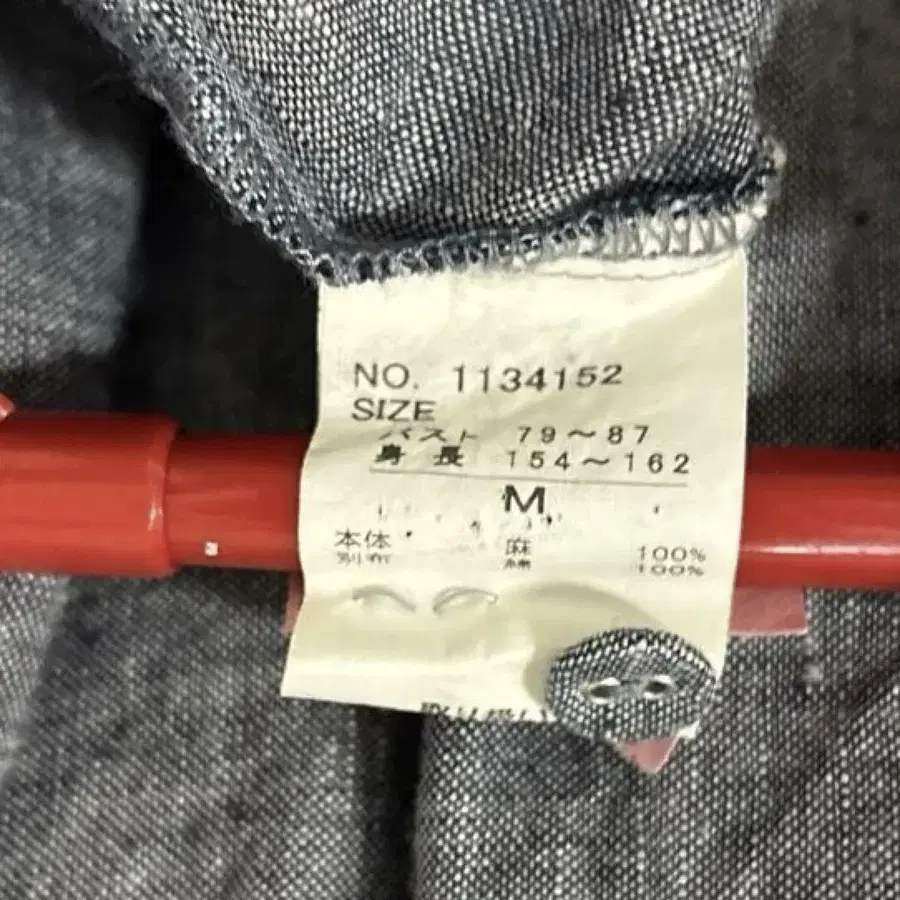 NO. 1134152
SIZE
バスト 79〜87
身長 154〜162
M
本体 麻 100%
別布 綿 100%